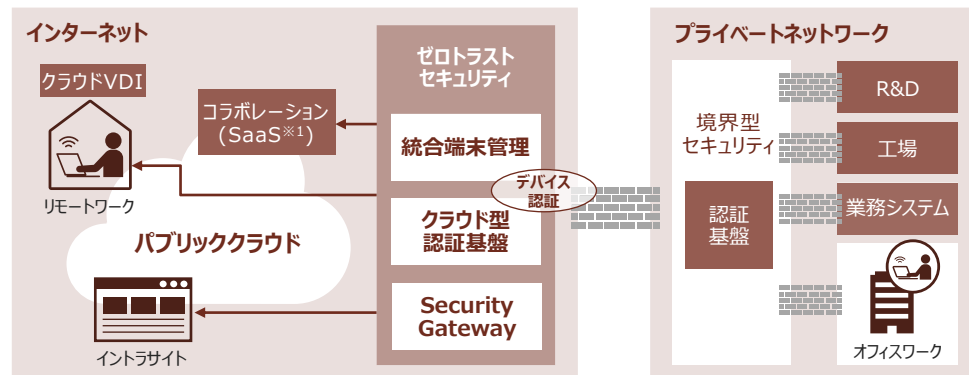 インターネット
クラウドVDI
リモートワーク
コラボレーション
(SaaS※1)
パブリッククラウド
イントラサイト
ゼロトラスト
セキュリティ
統合端末管理
デバイス
認証
クラウド型
認証基盤
Security
Gateway
プライベートネットワーク
境界型
セキュリティ
認証
基盤
R&D
工場
業務システム
オフィスワーク